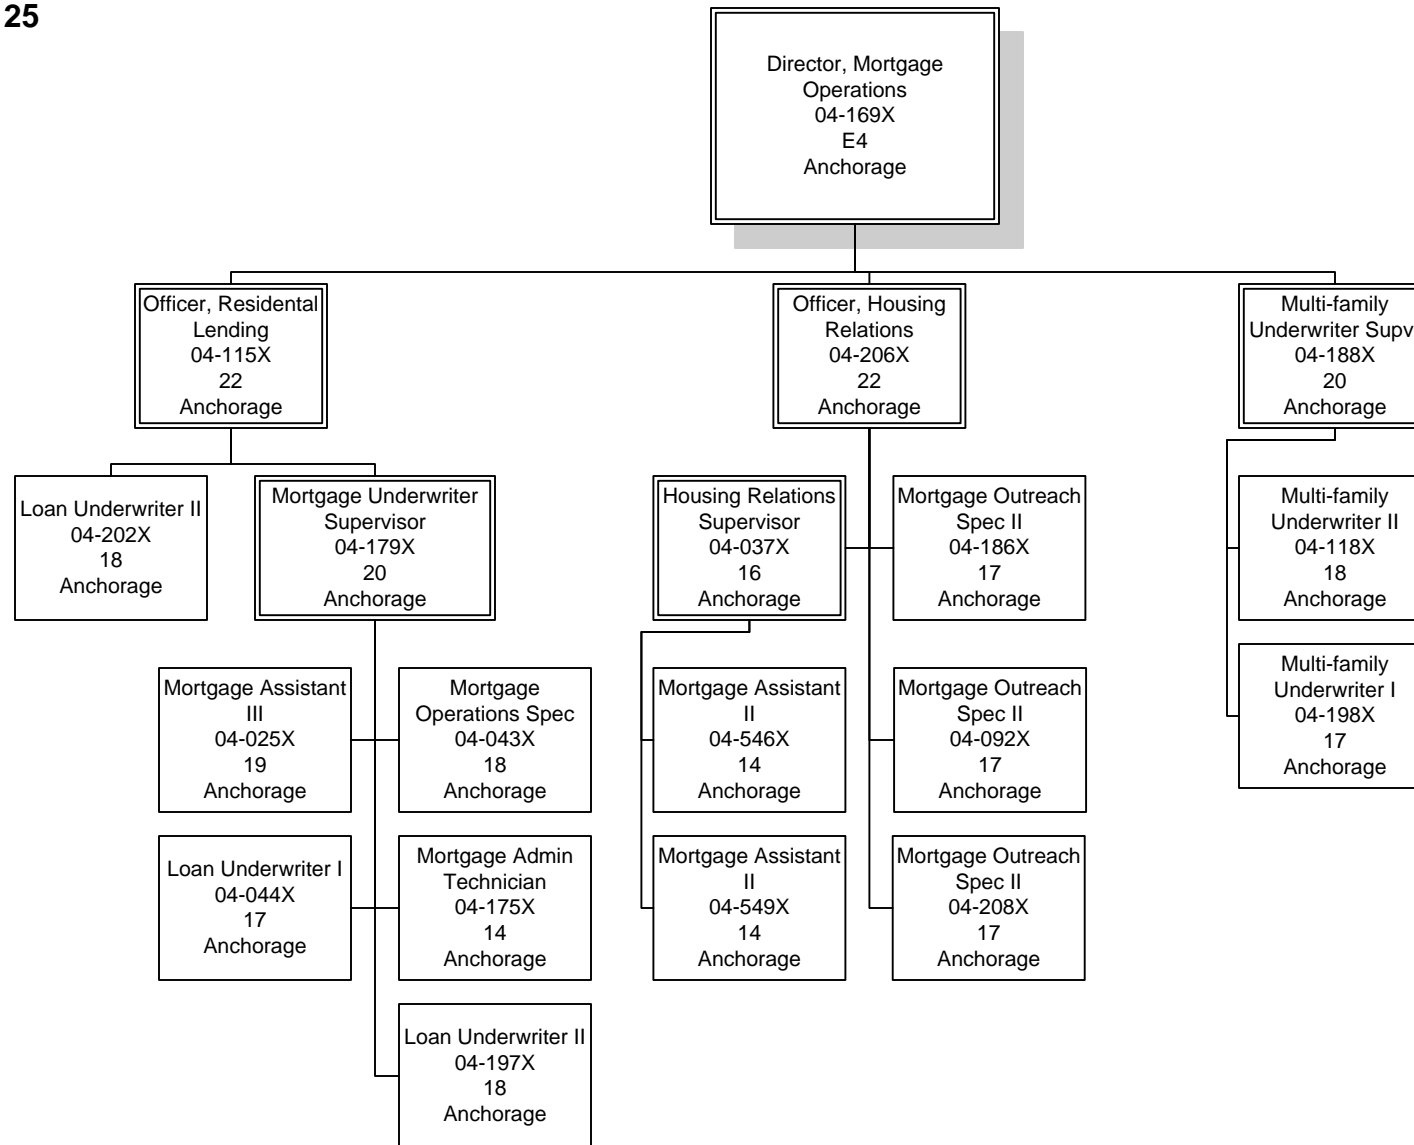 25
Director, Mortgage
Operations
04-169X
E4
Anchorage
Officer, Residental
Lending
04-115X
22
Anchorage
Officer, Housing
Relations
04-206X
22
Anchorage
Multi-family
Underwriter Supv
04-188X
20
Anchorage
Loan Underwriter II
04-202X
18
Anchorage
Mortgage Underwriter
Supervisor
04-179X
20
Anchorage
Housing Relations
Supervisor
04-037X
16
Anchorage
Mortgage Outreach
Spec II
04-186X
17
Anchorage
Multi-family
Underwriter II
04-118X
18
Anchorage
Mortgage Assistant
III
04-025X
19
Anchorage
Mortgage
Operations Spec
04-043X
18
Anchorage
Mortgage Assistant
II
04-546X
14
Anchorage
Mortgage Outreach
Spec II
04-092X
17
Anchorage
Multi-family
Underwriter I
04-198X
17
Anchorage
Loan Underwriter I
04-044X
17
Anchorage
Mortgage Admin
Technician
04-175X
14
Anchorage
Mortgage Assistant
II
04-549X
14
Anchorage
Mortgage Outreach
Spec II
04-208X
17
Anchorage
Loan Underwriter II
04-197X
18
Anchorage